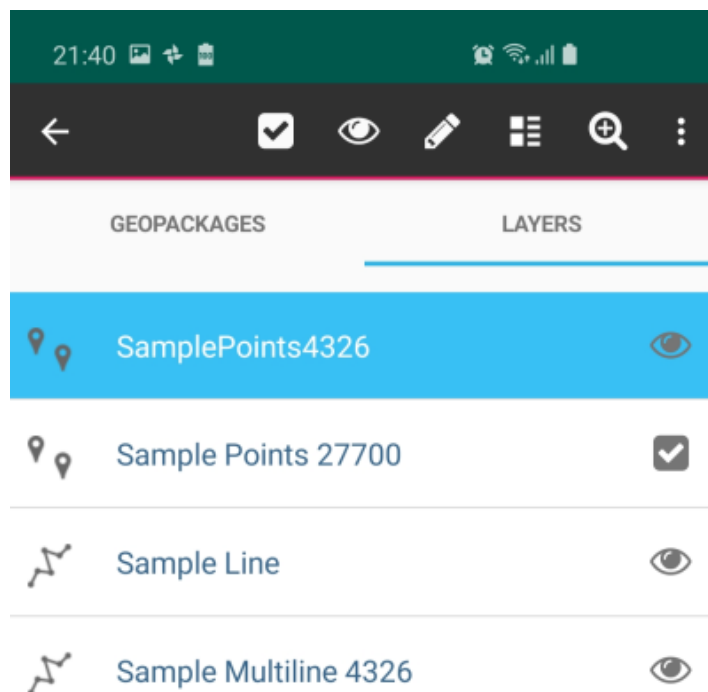 21:40
GEOPACKAGES LAYERS
SamplePoints4326
Sample Points 27700
Sample Line
Sample Multiline 4326